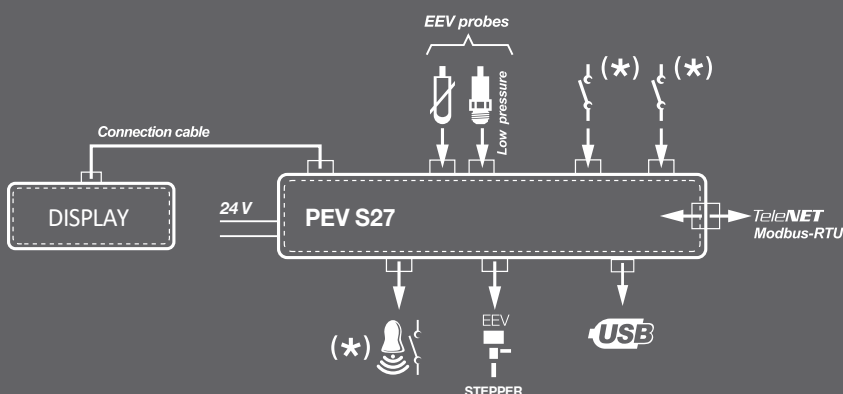 EEV probes
(*)
(*)
Low pressure
Connection cable
DISPLAY
24 V
PEV S27
TeleNET
Modbus-RTU
(*)
EEV
USB
STEPPER